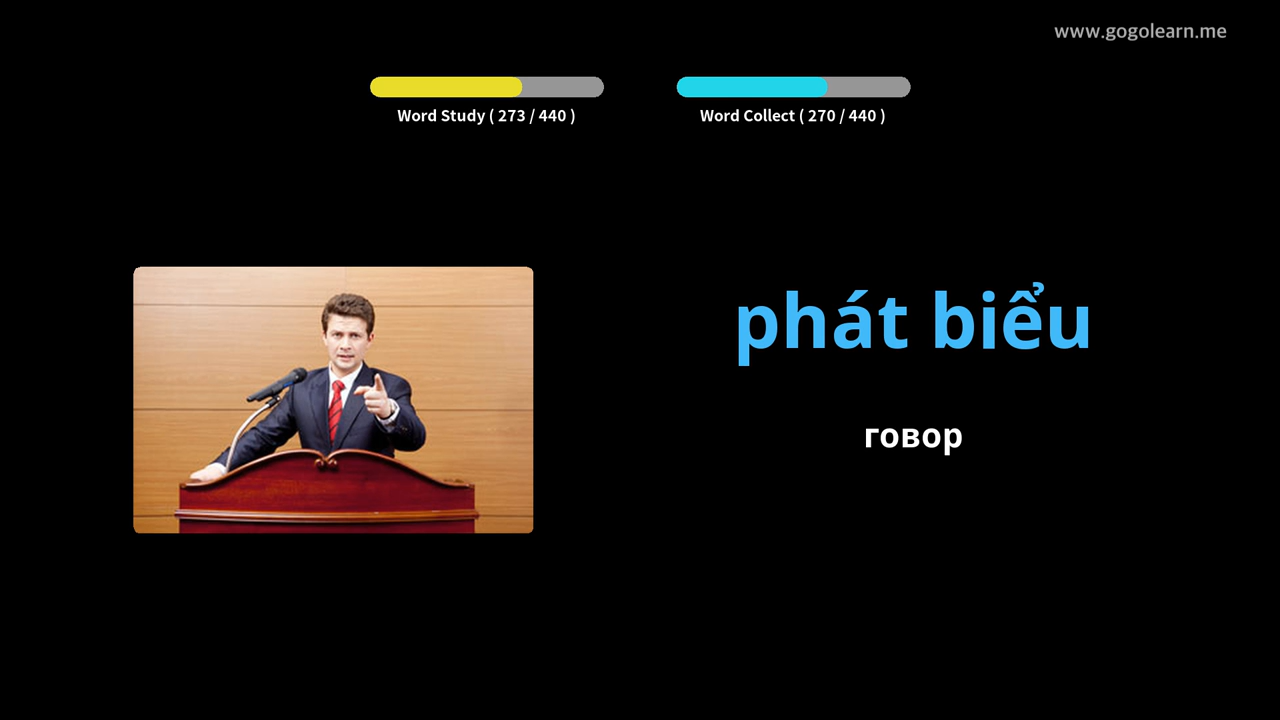 www.gogolearn.me
Word Study ( 273 / 440 )
Word Collect ( 270 / 440 )
phát biểu
говор